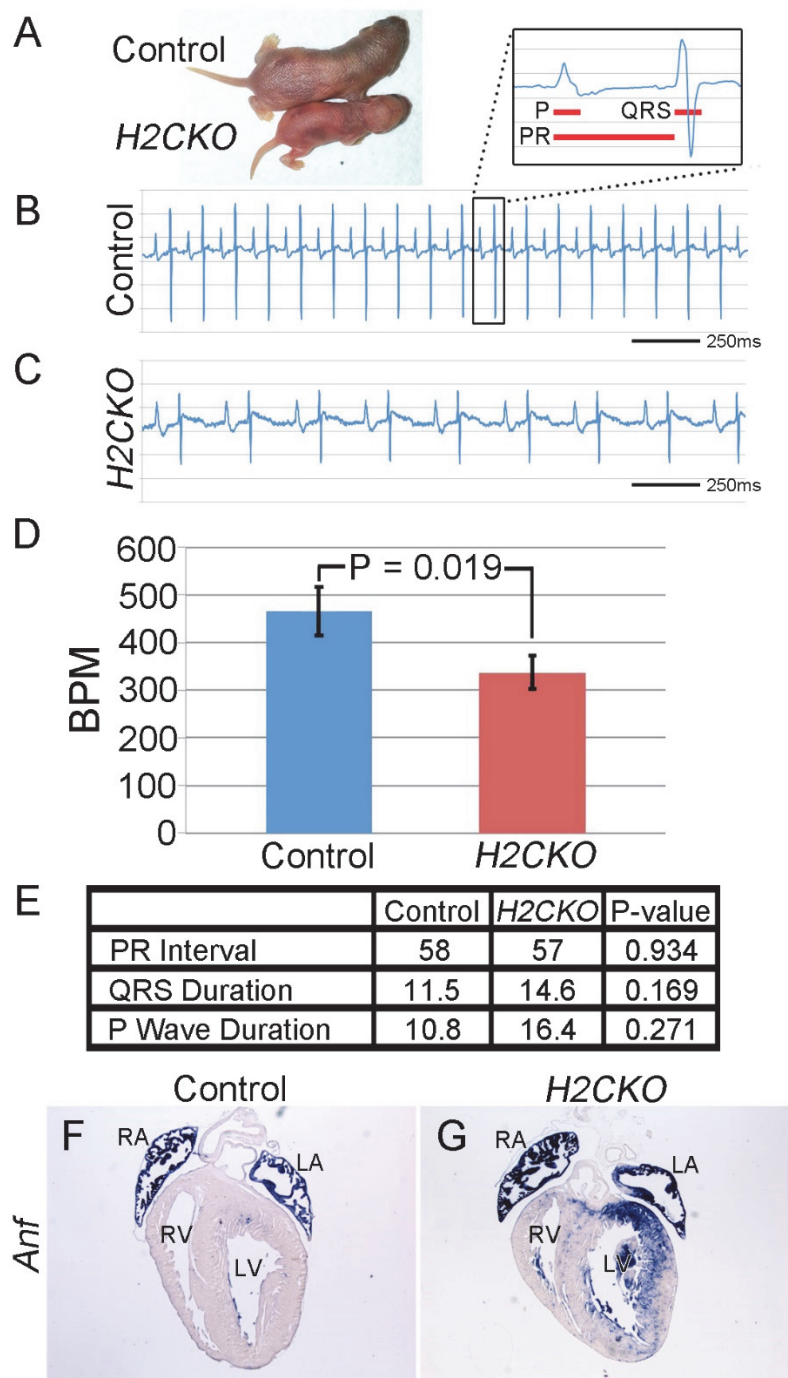 A
Control
H2CKO
P
QRS
PR
B
Control
250ms
C
H2CKO
250ms
D
600
500
400
300
200
100
0
BPM
P = 0.019
Control
H2CKO
E
Control H2CKO P-value
PR Interval 58 57 0.934
QRS Duration 11.5 14.6 0.169
P Wave Duration 10.8 16.4 0.271
Control
H2CKO
Anf
F
RA
LA
RV
LV
G
RA
LA
RV
LV